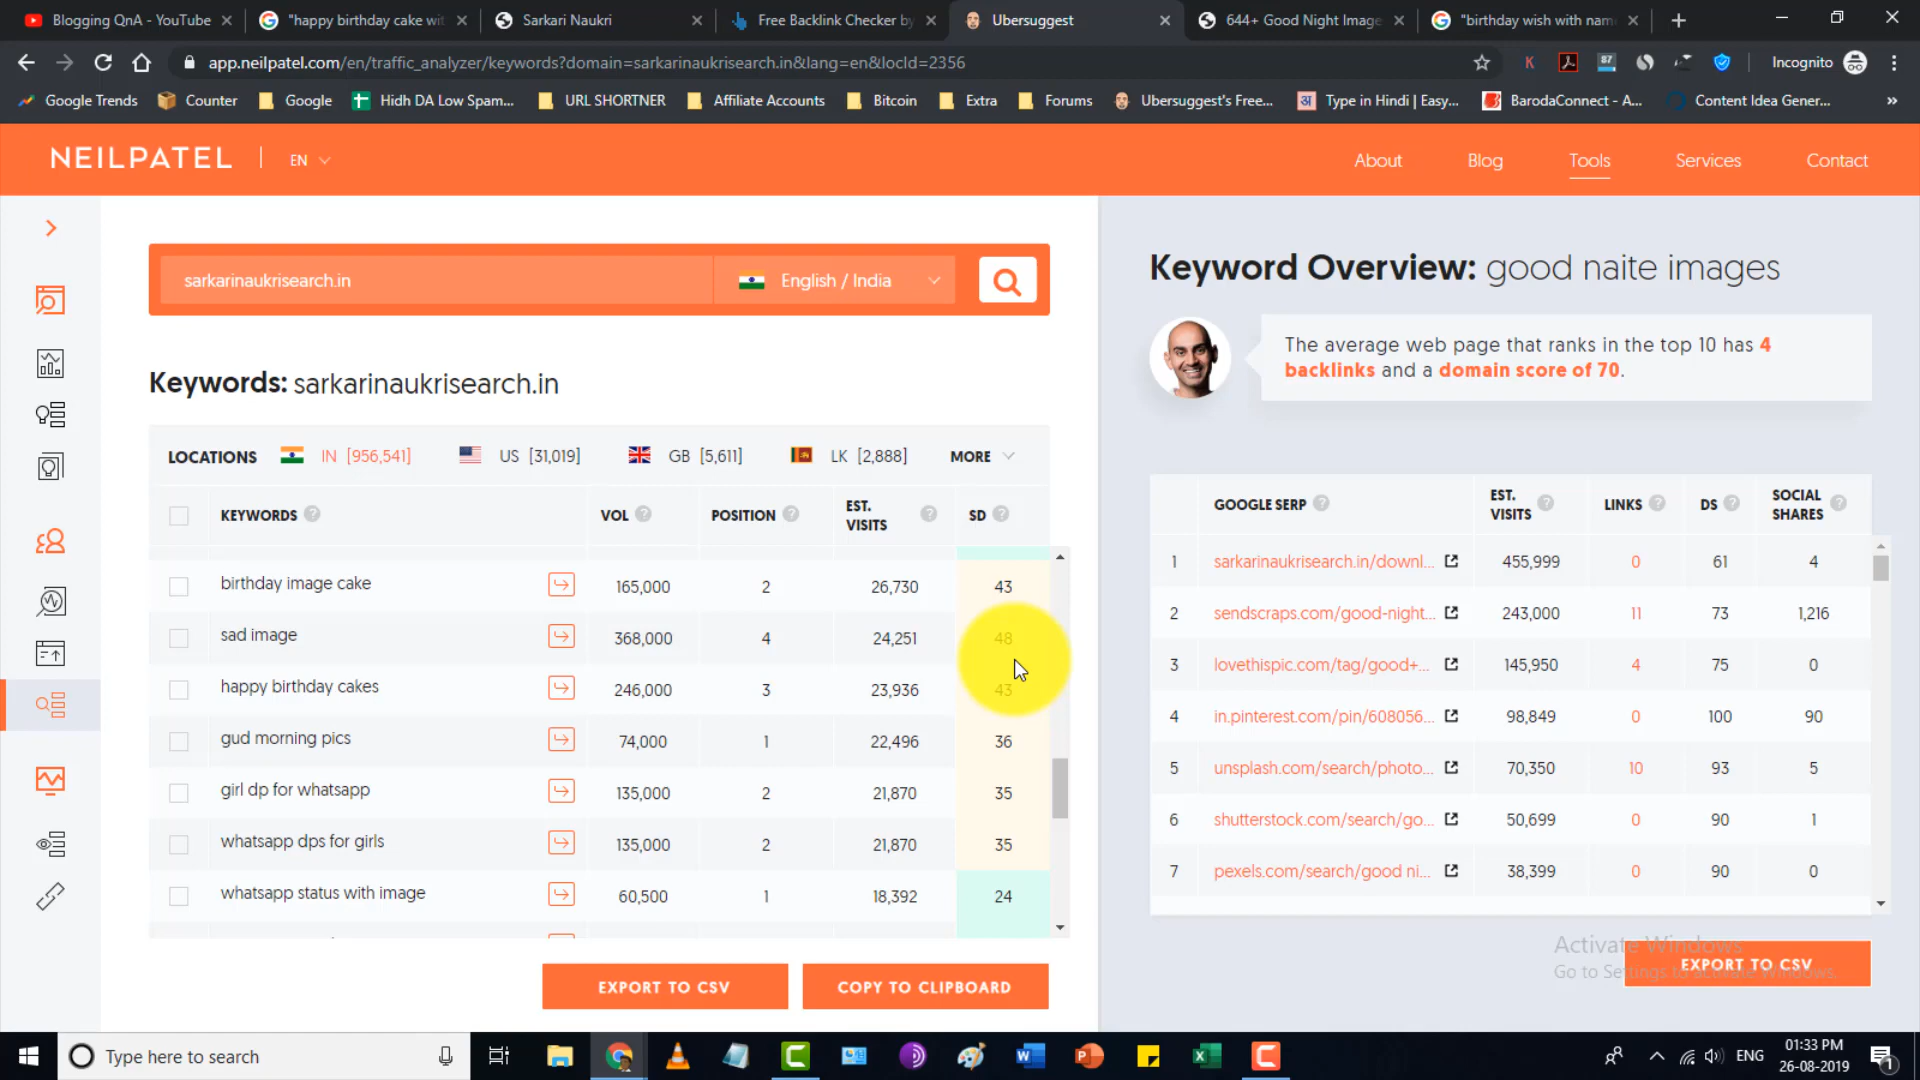 Blogging QnA - YouTube
"happy birthday cake wit
Sarkari Naukri
Free Backlink Checker by
Ubersuggest
644+ Good Night Image
"birthday wish with nam
app.neilpatel.com/en/traffic_analyzer/keywords?domain=sarkarinaukrisearch.in&lang=en&locId=2356
K
87
Incognito
Google Trends
Counter
Google
Hidh DA Low Spam...
URL SHORTNER
Affiliate Accounts
Bitcoin
Extra
Forums
Ubersuggest's Free...
अ
Type in Hindi | Easy...
BarodaConnect - A...
Content Idea Gener...
»
NEILPATEL
EN
About
Blog
Tools
Services
Contact
sarkarinaukrisearch.in
English / India
Keywords: sarkarinaukrisearch.in
LOCATIONS IN [956,541] US [31,019] GB [5,611] LK [2,888] MORE
KEYWORDS ? VOL ? POSITION ? EST. VISITS ? SD ?
birthday image cake 165,000 2 26,730 43
sad image 368,000 4 24,251 48
happy birthday cakes 246,000 3 23,936 43
gud morning pics 74,000 1 22,496 36
girl dp for whatsapp 135,000 2 21,870 35
whatsapp dps for girls 135,000 2 21,870 35
whatsapp status with image 60,500 1 18,392 24
EXPORT TO CSV
COPY TO CLIPBOARD
Keyword Overview: good naite images
The average web page that ranks in the top 10 has 4
backlinks and a domain score of 70.
GOOGLE SERP ? EST. VISITS ? LINKS ? DS ? SOCIAL SHARES ?
1 sarkarinaukrisearch.in/downl... 455,999 0 61 4
2 sendscraps.com/good-night... 243,000 11 73 1,216
3 lovethispic.com/tag/good+... 145,950 4 75 0
4 in.pinterest.com/pin/608056... 98,849 0 100 90
5 unsplash.com/search/photo... 70,350 10 93 5
6 shutterstock.com/search/go... 50,699 0 90 1
7 pexels.com/search/good ni... 38,399 0 90 0
Activate Windows
Go to Settings to activate Windows.
EXPORT TO CSV
Type here to search
ENG
01:33 PM
26-08-2019
1